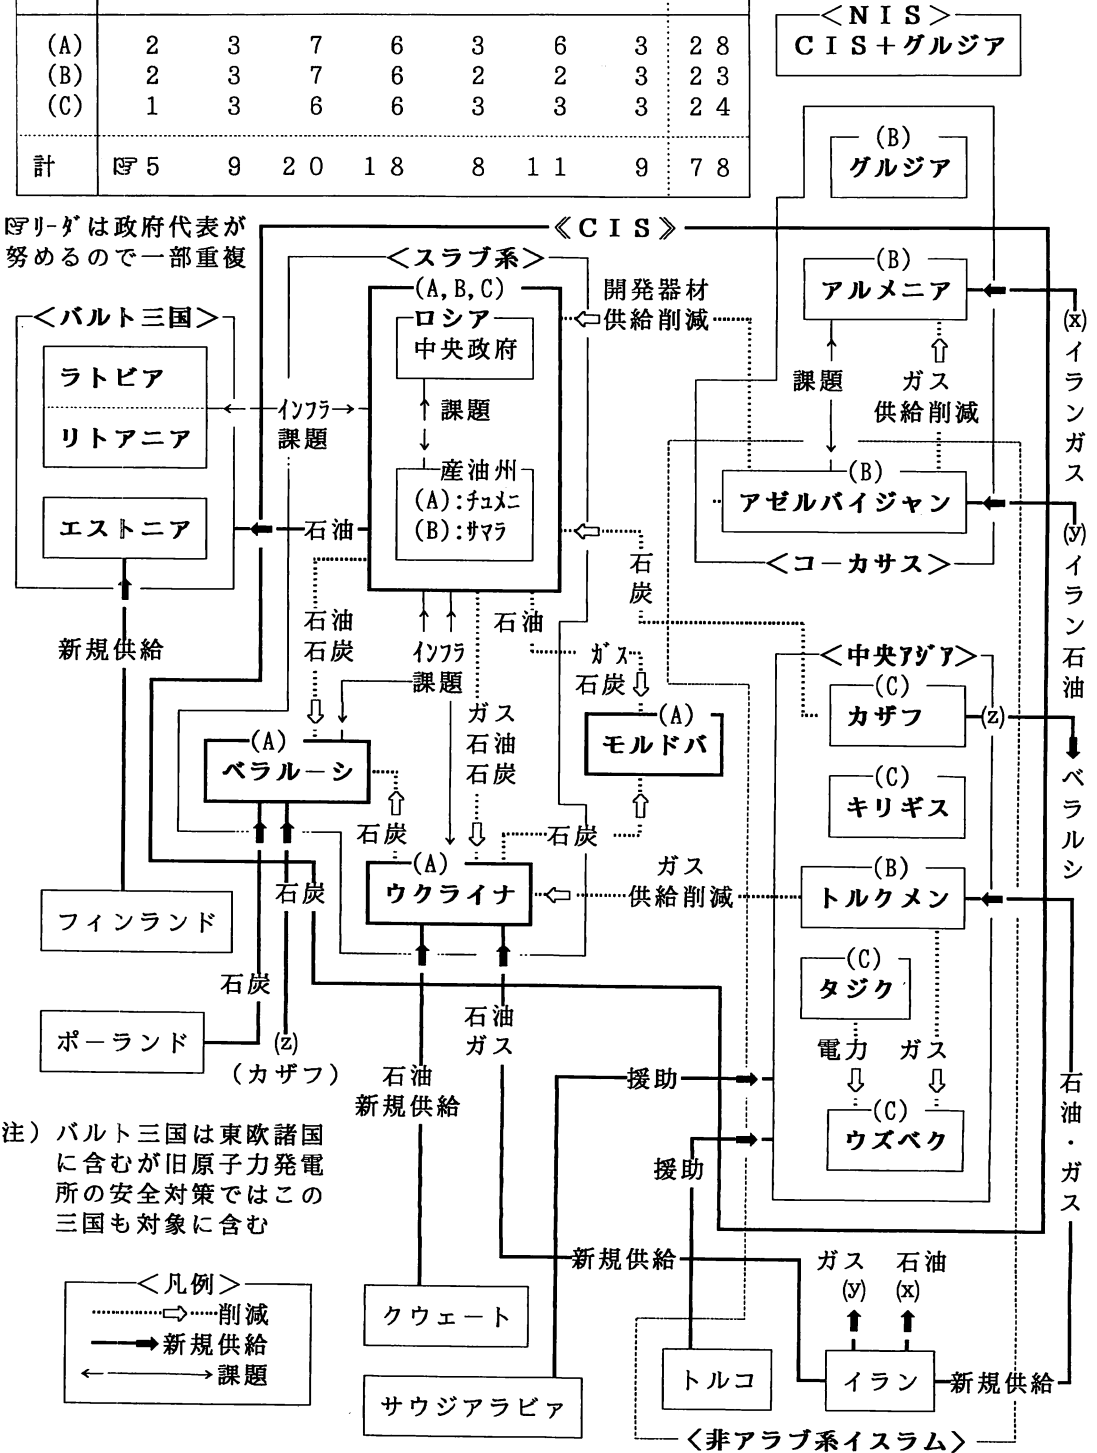 (A) 2 3 7 6 3 6 3 28
(B) 2 3 7 6 2 2 3 23
(C) 1 3 6 6 3 3 3 24
計 ☞5 9 20 18 8 11 9 78
☞リーダは政府代表が
努めるので一部重複
<NIS>
CIS+グルジア
(B)
グルジア
《CIS》
<スラブ系>
(A,B,C)
ロシア
中央政府
課題
産油州
(A):チュメニ
(B):サマラ
<バルト三国>
ラトビア
リトアニア
エストニア
インフラ
課題
石油
新規供給
開発器材
供給削減
(B)
アルメニア
課題
ガス
供給削減
(B)
アゼルバイジャン
<コーカサス>
(x)イランガス
(y)イラン石油
石炭
石油
石炭
インフラ
課題
石油
ガス
石炭
ガス
石油
石炭
(A)
モルドバ
(A)
ベラルーシ
石炭
石炭
(A)
ウクライナ
ガス
供給削減
<中央アジア>
(C)
カザフ
(z)
ベラルシ
(C)
キリギス
(B)
トルクメン
(C)
タジク
電力
ガス
(C)
ウズベク
石油・ガス
フィンランド
ポーランド
石炭
石炭
(z)
(カザフ)
石油
新規供給
石油
ガス
援助
援助
新規供給
注) バルト三国は東欧諸国
に含むが旧原子力発電
所の安全対策ではこの
三国も対象に含む
<凡例>
削減
新規供給
課題
クウェート
サウジアラビァ
トルコ
ガス
(y)
石油
(x)
イラン
新規供給
<非アラブ系イスラム>